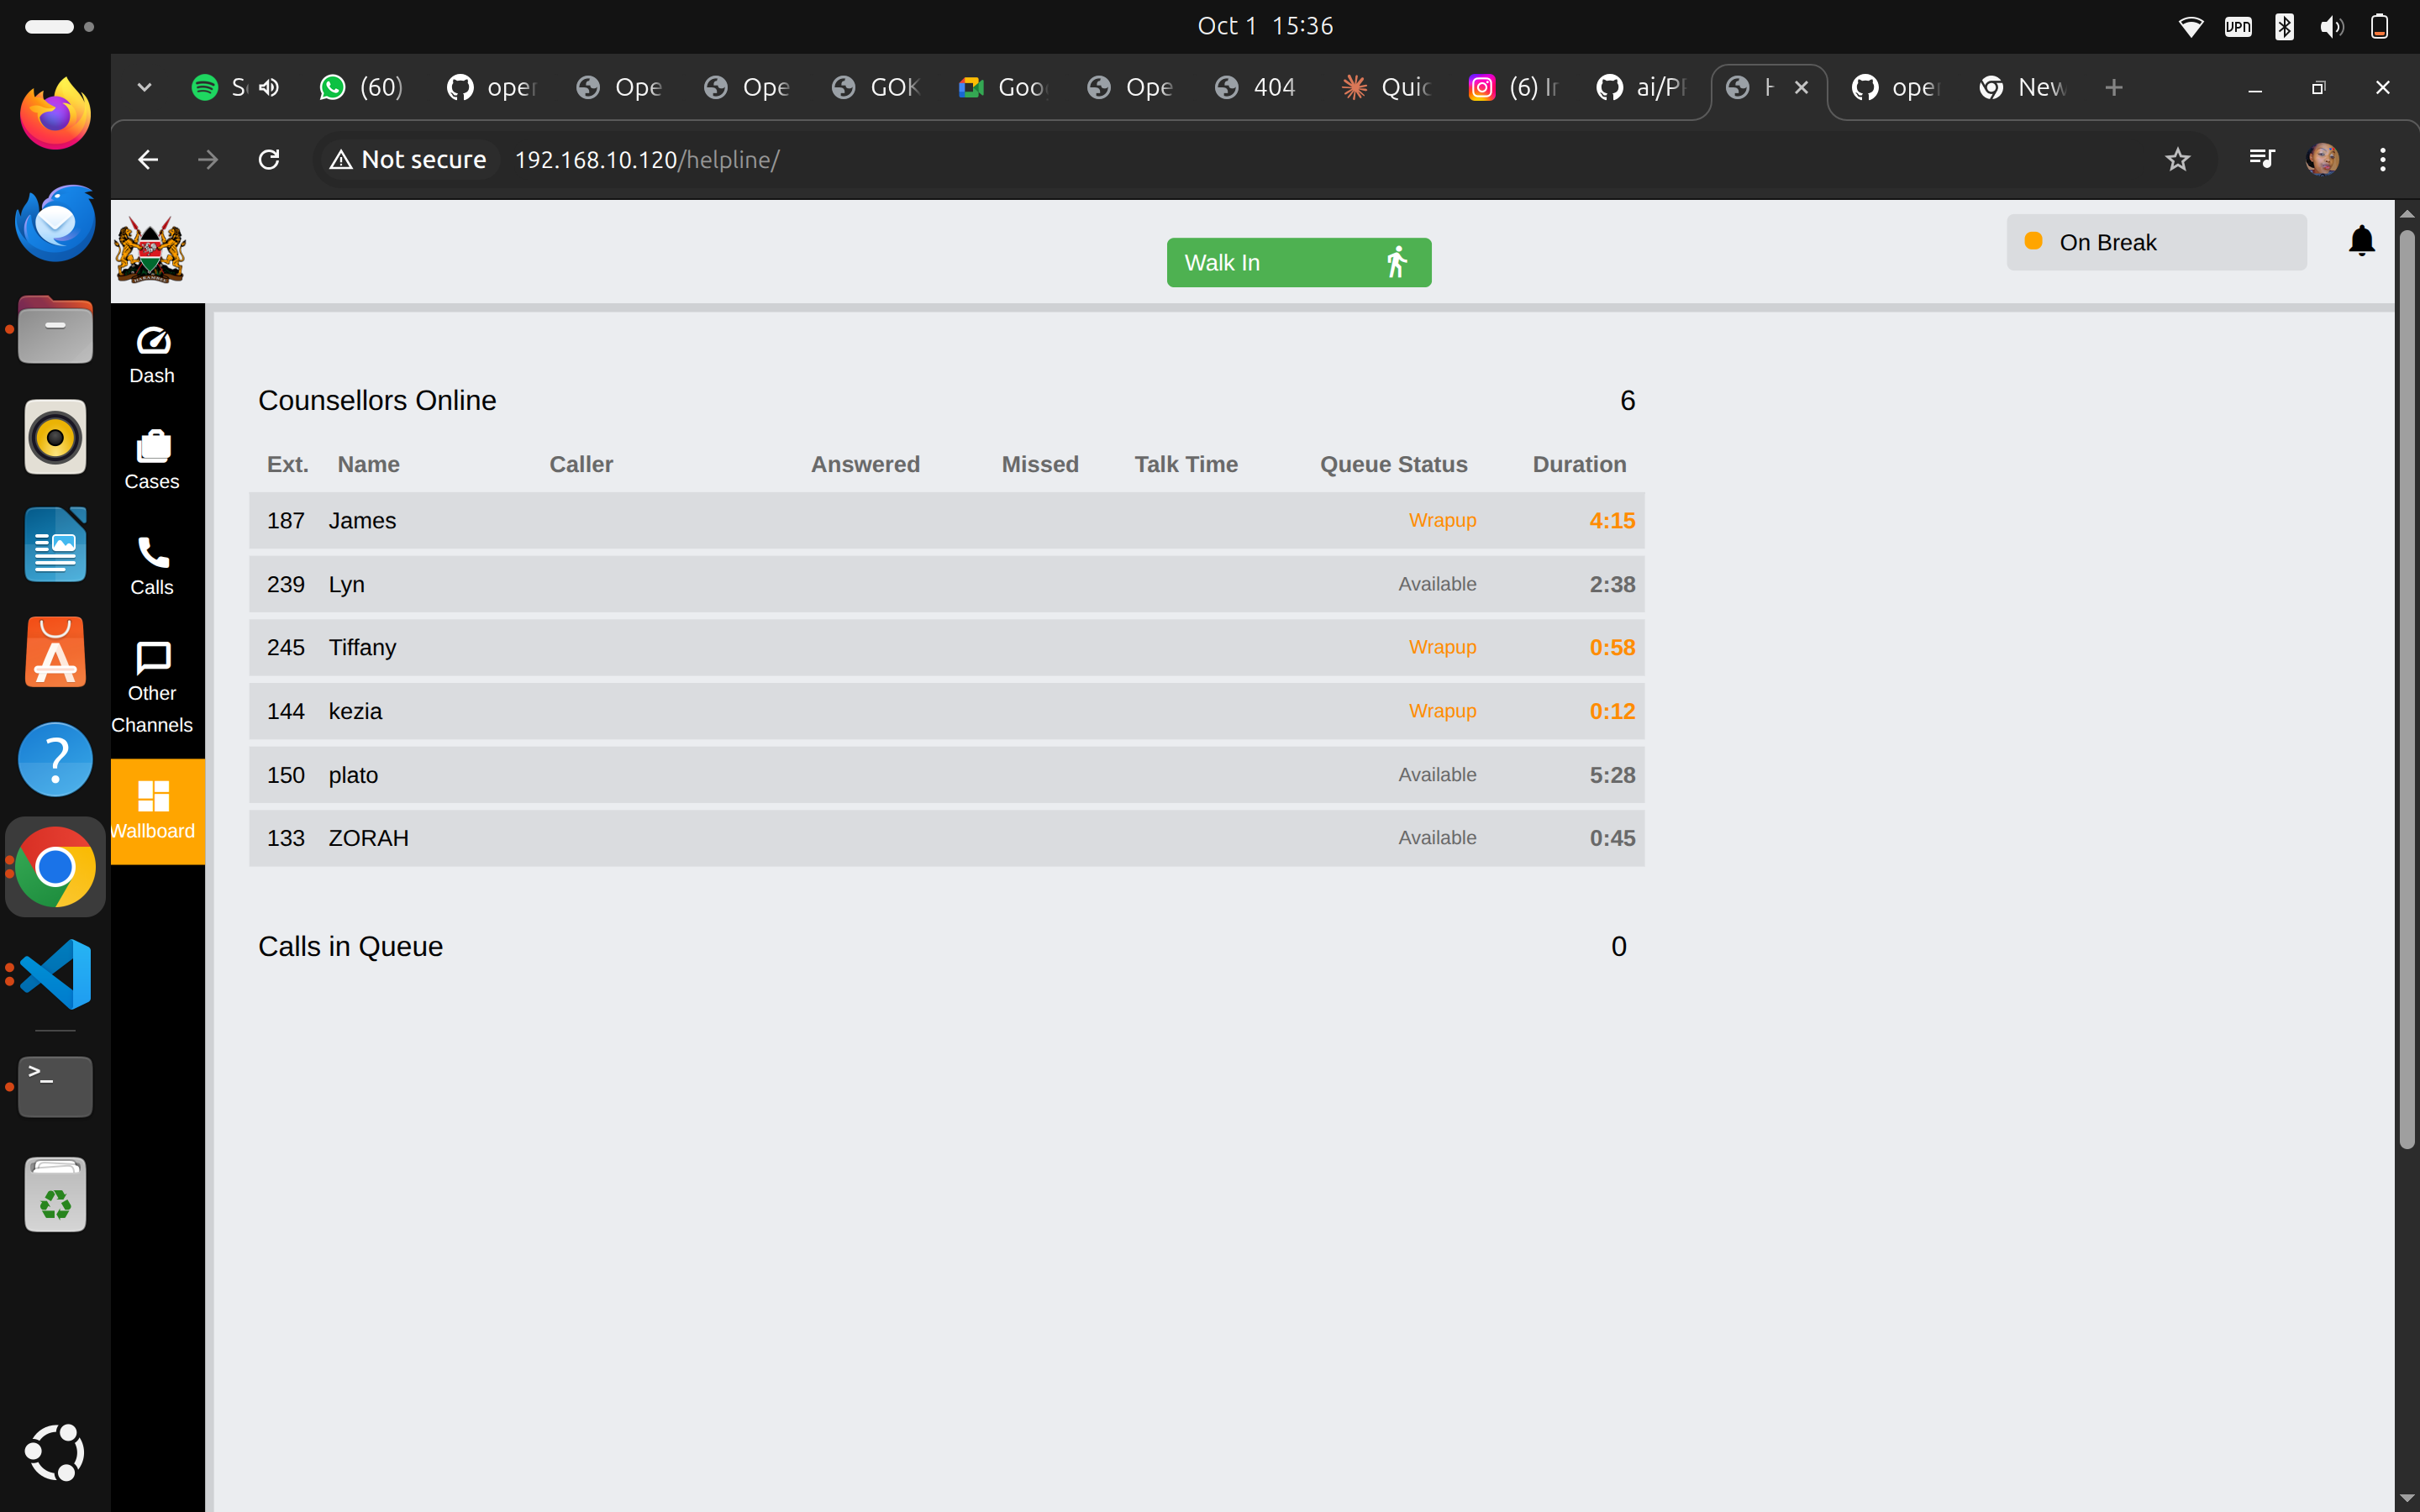 Oct 1 15:36
(60)
oper
Ope
Ope
GOK
Goo
Ope
404
Quic
(6) In
ai/P
ope
New
Not secure 192.168.10.120/helpline/
Walk In
On Break
Dash
Cases
Calls
Other
Channels
Wallboard
Counsellors Online 6
Ext. Name Caller Answered Missed Talk Time Queue Status Duration
187 James Wrapup 4:15
239 Lyn Available 2:38
245 Tiffany Wrapup 0:58
144 kezia Wrapup 0:12
150 plato Available 5:28
133 ZORAH Available 0:45
Calls in Queue 0